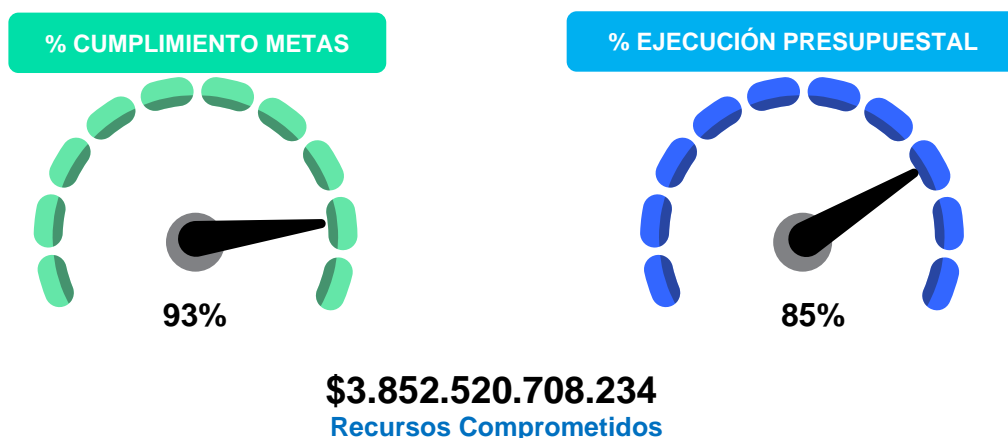 % CUMPLIMIENTO METAS
% EJECUCIÓN PRESUPUESTAL
93%
85%
$3.852.520.708.234
Recursos Comprometidos